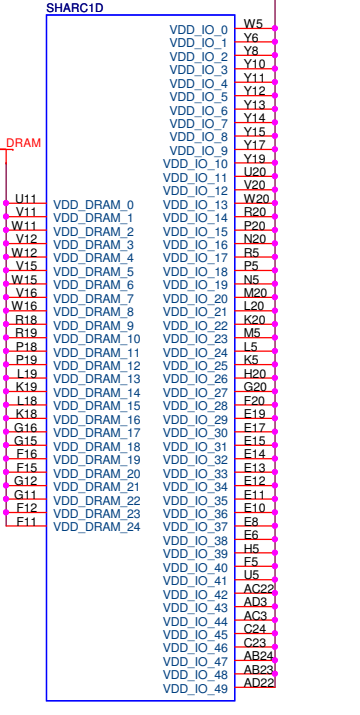 SHARC1D
DRAM
U11 VDD_DRAM_0
V11 VDD_DRAM_1
W11 VDD_DRAM_2
V12 VDD_DRAM_3
W12 VDD_DRAM_4
V15 VDD_DRAM_5
W15 VDD_DRAM_6
V16 VDD_DRAM_7
W16 VDD_DRAM_8
R18 VDD_DRAM_9
R19 VDD_DRAM_10
P18 VDD_DRAM_11
P19 VDD_DRAM_12
L19 VDD_DRAM_13
K19 VDD_DRAM_14
L18 VDD_DRAM_15
K18 VDD_DRAM_16
G16 VDD_DRAM_17
G15 VDD_DRAM_18
F16 VDD_DRAM_19
F15 VDD_DRAM_20
G12 VDD_DRAM_21
G11 VDD_DRAM_22
F12 VDD_DRAM_23
F11 VDD_DRAM_24
VDD_IO_0 W5
VDD_IO_1 Y6
VDD_IO_2 Y8
VDD_IO_3 Y10
VDD_IO_4 Y11
VDD_IO_5 Y12
VDD_IO_6 Y13
VDD_IO_7 Y14
VDD_IO_8 Y15
VDD_IO_9 Y17
VDD_IO_10 Y19
VDD_IO_11 U20
VDD_IO_12 V20
VDD_IO_13 W20
VDD_IO_14 R20
VDD_IO_15 P20
VDD_IO_16 N20
VDD_IO_17 R5
VDD_IO_18 P5
VDD_IO_19 N5
VDD_IO_20 M20
VDD_IO_21 L20
VDD_IO_22 K20
VDD_IO_23 M5
VDD_IO_24 L5
VDD_IO_25 K5
VDD_IO_26 H20
VDD_IO_27 G20
VDD_IO_28 F20
VDD_IO_29 E19
VDD_IO_30 E17
VDD_IO_31 E15
VDD_IO_32 E14
VDD_IO_33 E13
VDD_IO_34 E12
VDD_IO_35 E11
VDD_IO_36 E10
VDD_IO_37 E8
VDD_IO_38 E6
VDD_IO_39 H5
VDD_IO_40 F5
VDD_IO_41 U5
VDD_IO_42 AC22
VDD_IO_43 AD3
VDD_IO_44 AC3
VDD_IO_45 C24
VDD_IO_46 C23
VDD_IO_47 AB24
VDD_IO_48 AB23
VDD_IO_49 AD22